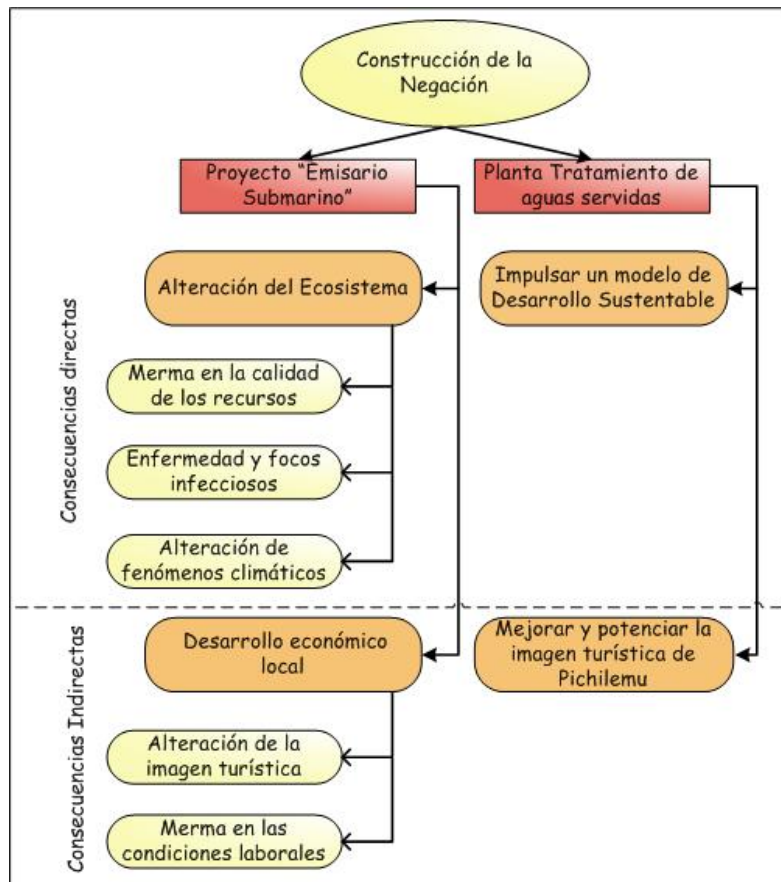 Construcción de la
Negación
Proyecto "Emisario
Submarino"
Planta Tratamiento de
aguas servidas
Consecuencias directas
Alteración del Ecosistema
Impulsar un modelo de
Desarrollo Sustentable
Merma en la calidad
de los recursos
Enfermedad y focos
infecciosos
Alteración de
fenómenos climáticos
Consecuencias Indirectas
Desarrollo económico
local
Mejorar y potenciar la
imagen turística de
Pichilemu
Alteración de la
imagen turística
Merma en las
condiciones laborales